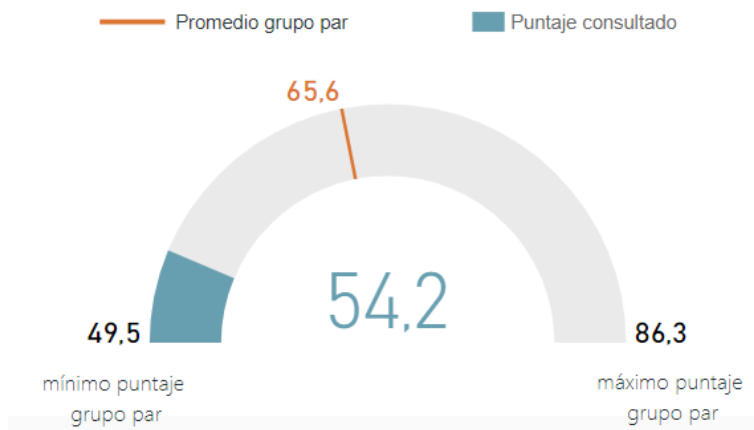 Promedio grupo par
Puntaje consultado
65,6
54,2
49,5
86,3
mínimo puntaje
grupo par
máximo puntaje
grupo par